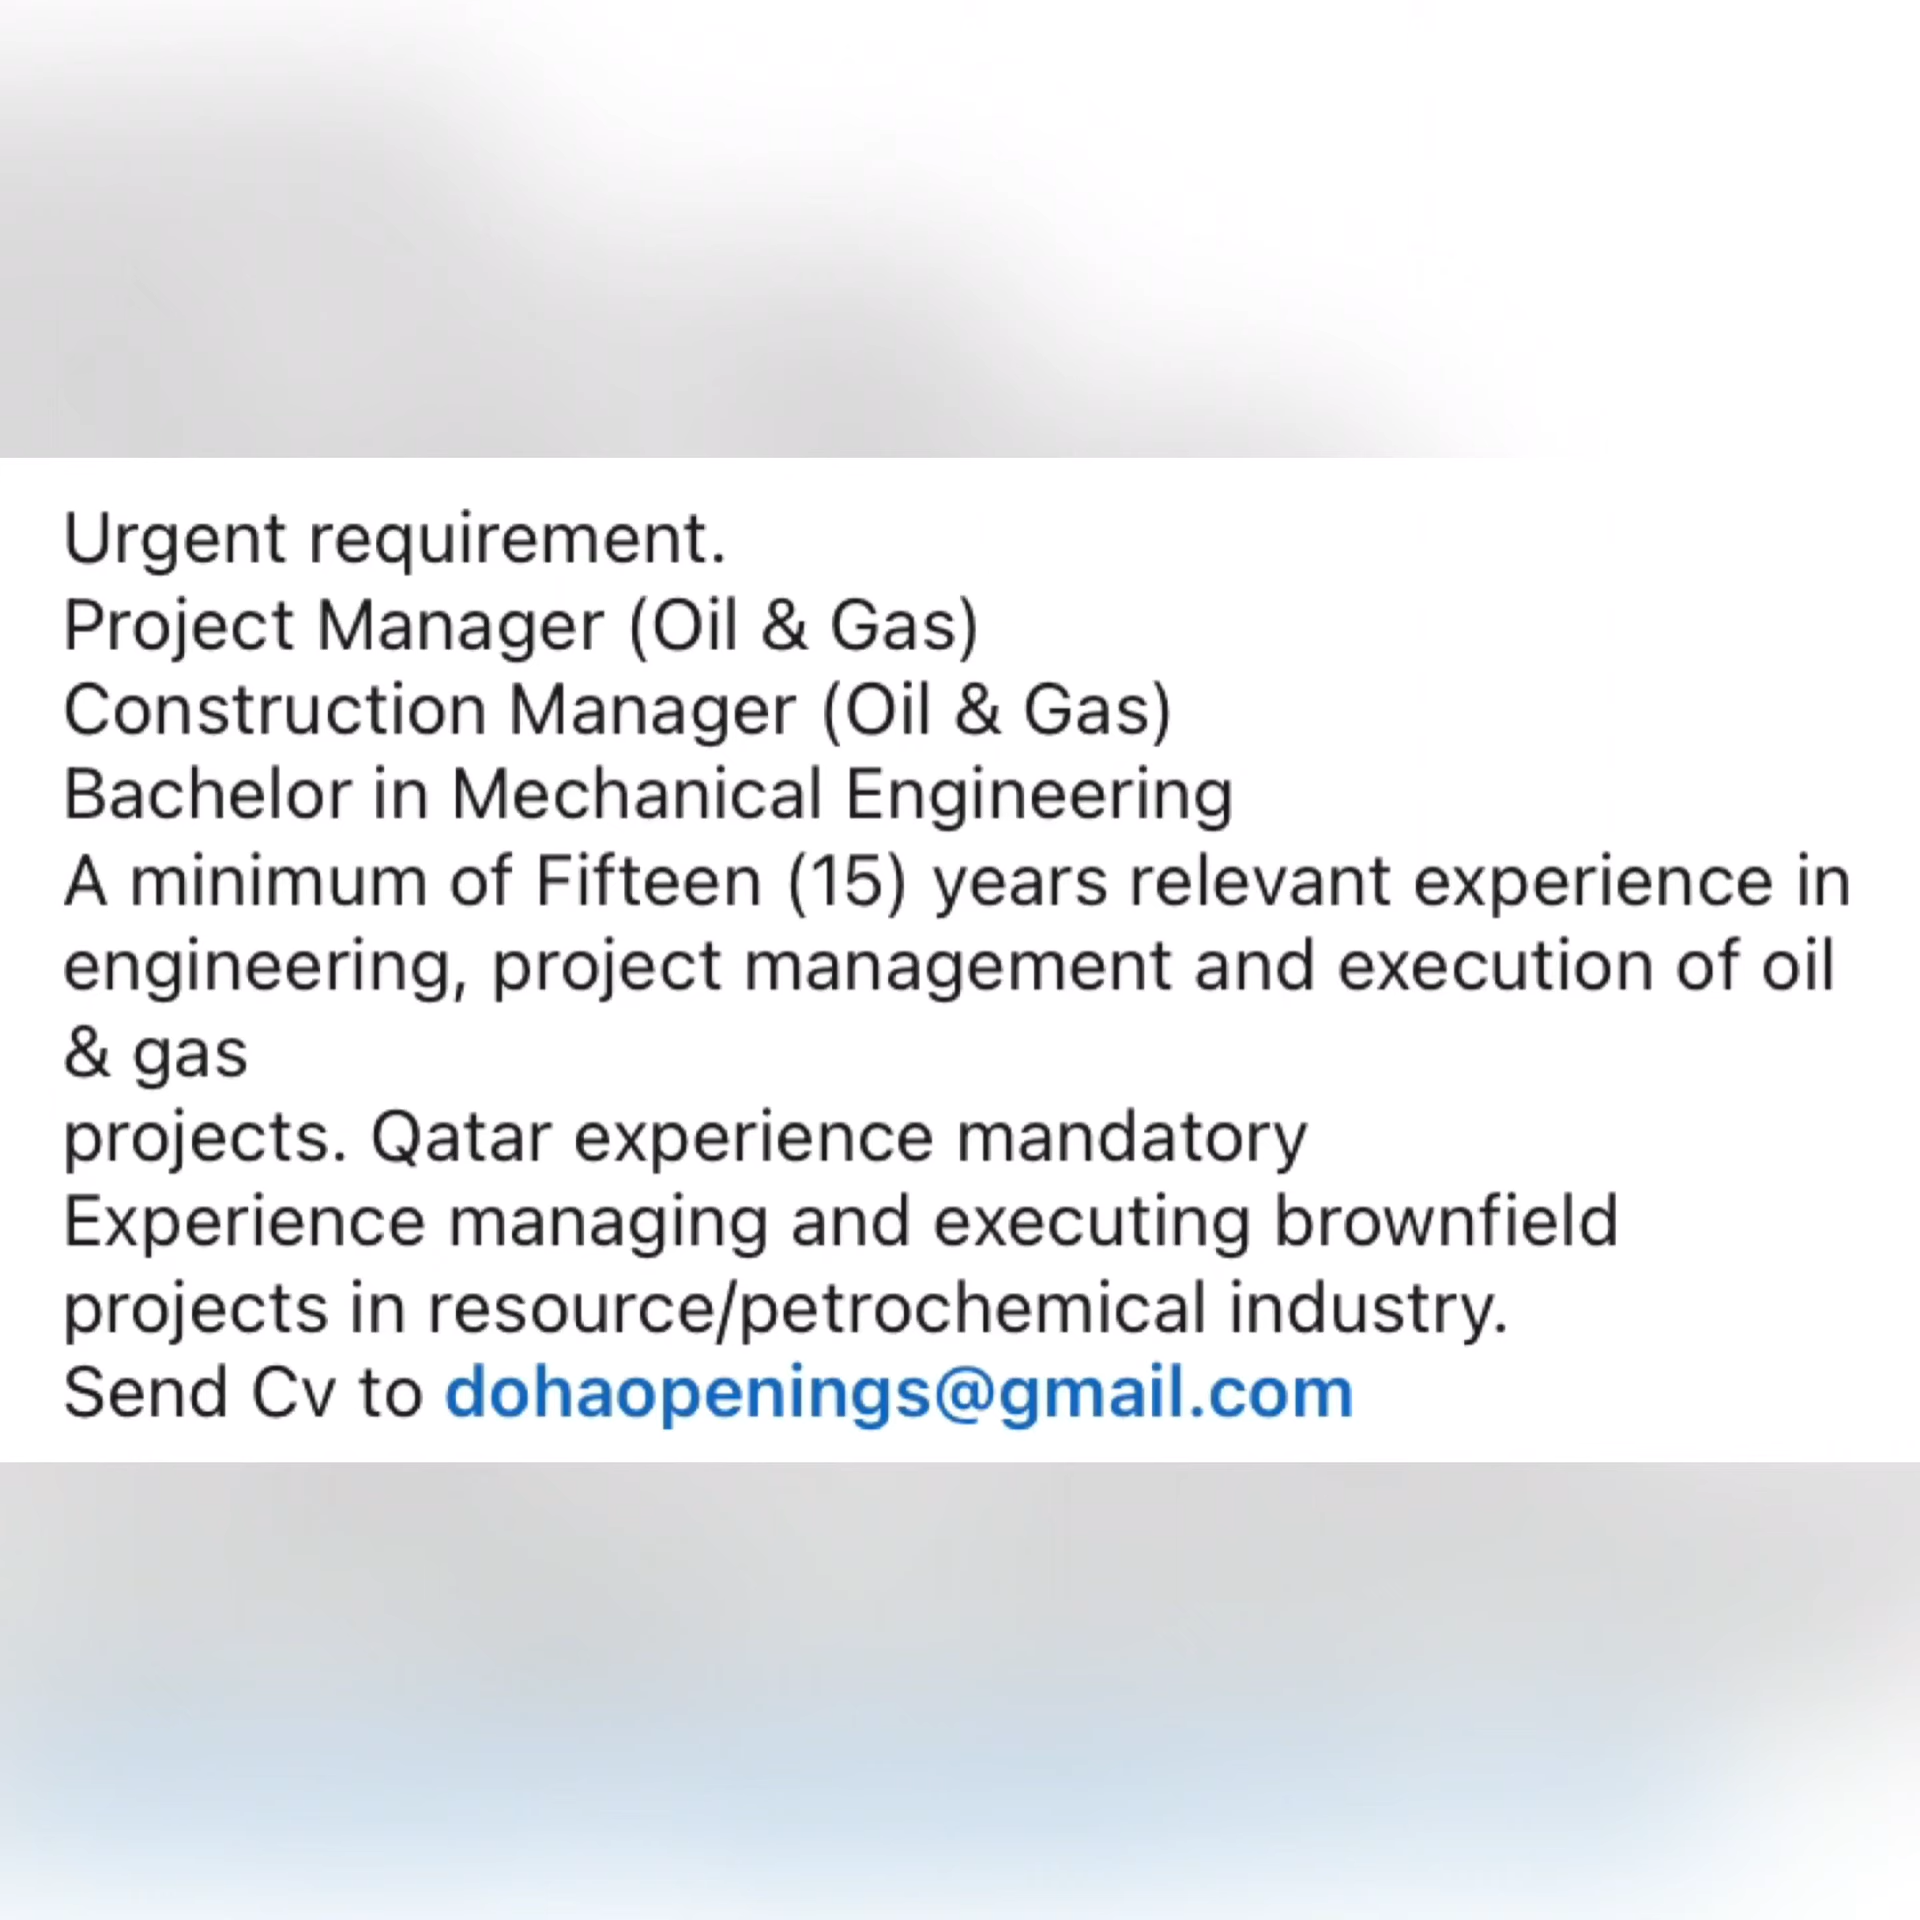 Urgent requirement.
Project Manager (Oil & Gas)
Construction Manager (Oil & Gas)
Bachelor in Mechanical Engineering
A minimum of Fifteen (15) years relevant experience in
engineering, project management and execution of oil
& gas
projects. Qatar experience mandatory
Experience managing and executing brownfield
projects in resource/petrochemical industry.
Send Cv to dohaopenings@gmail.com